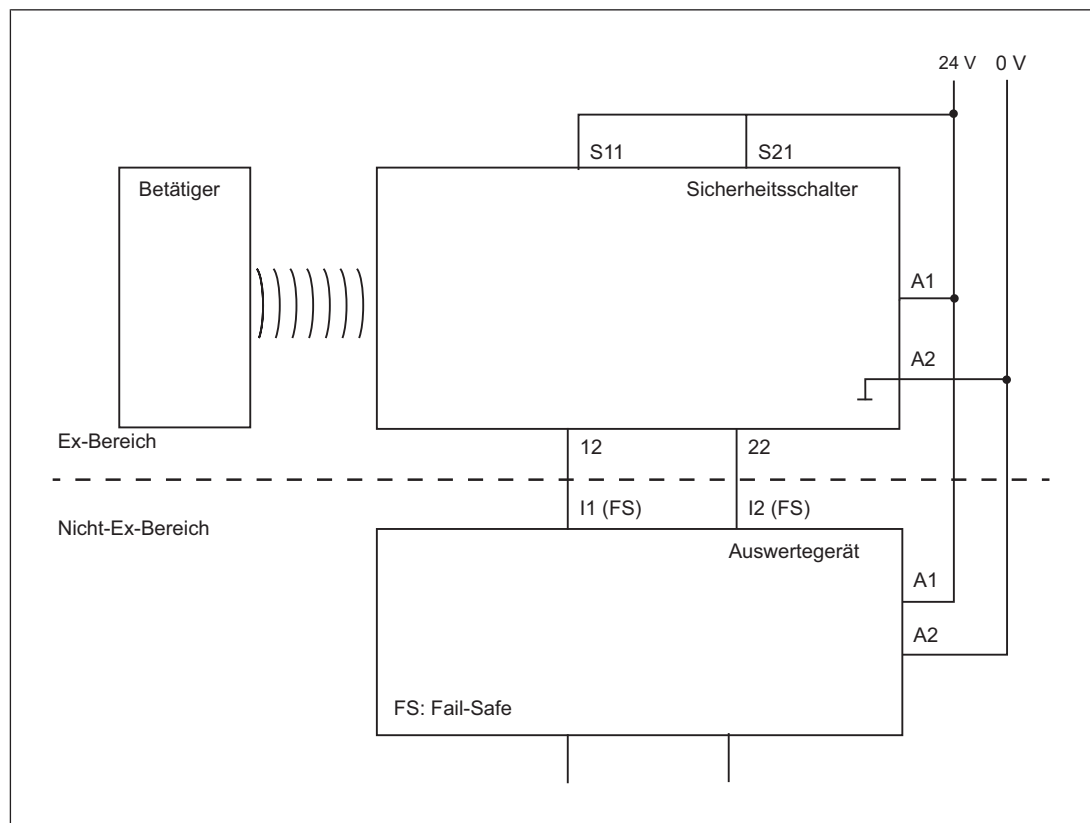 24 V
0 V
S11
S21
Betätiger
Sicherheitsschalter
A1
A2
Ex-Bereich
12
22
Nicht-Ex-Bereich
I1 (FS)
I2 (FS)
Auswertegerät
A1
A2
FS: Fail-Safe